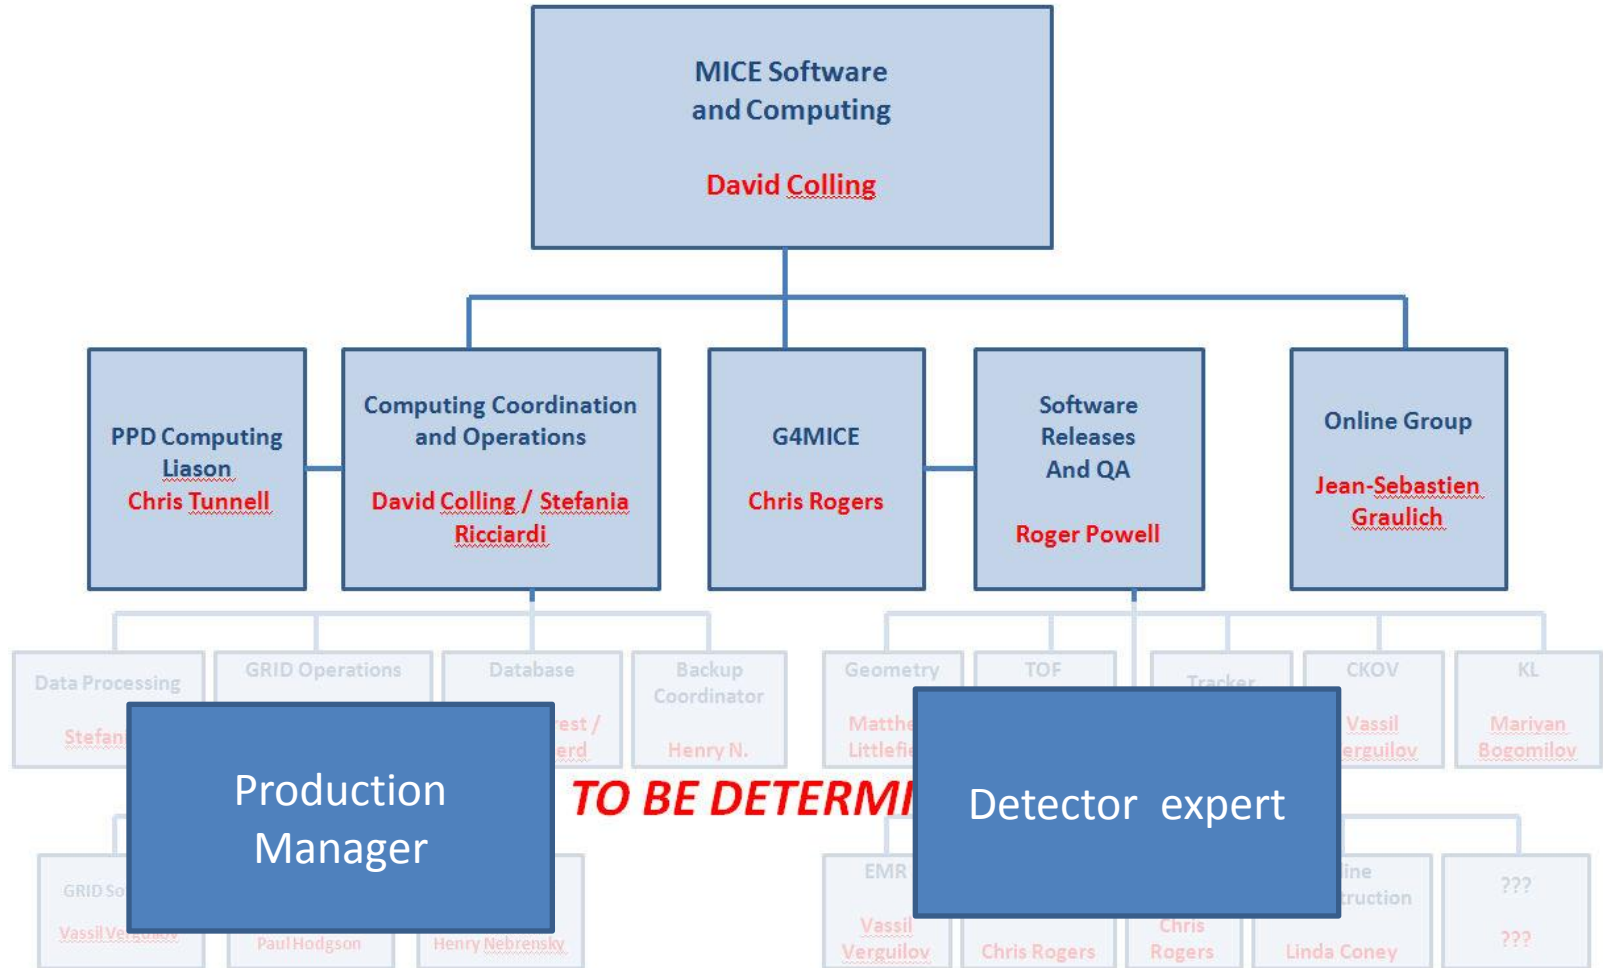 MICE Software
and Computing
David Colling
PPD Computing
Liason
Chris Tunnell
Computing Coordination
and Operations
David Colling / Stefania
Ricciardi
G4MICE
Chris Rogers
Software
Releases
And QA
Roger Powell
Online Group
Jean-Sebastien
Graulich
Data Processing
GRID Operations
Database
Backup
Coordinator
Henry N.
Geometry
TOF
Tracker
CKOV
Vassil
KL
Mariyan
Bogomilov
TO BE
Production
Manager
Detector expert
GRID
Vassil Verguilov
Paul Hodgson
Henry Nebrensky
EMR
Vassil
Verguilov
Chris Rogers
Chris
Rogers
Linda Coney
???
???